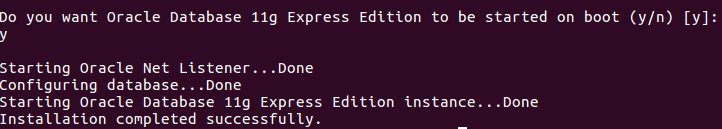 Do you want Oracle Database 11g Express Edition to be started on boot (y/n) [y]:
y
Starting Oracle Net Listener...Done
Configuring database...Done
Starting Oracle Database 11g Express Edition instance...Done
Installation completed successfully.